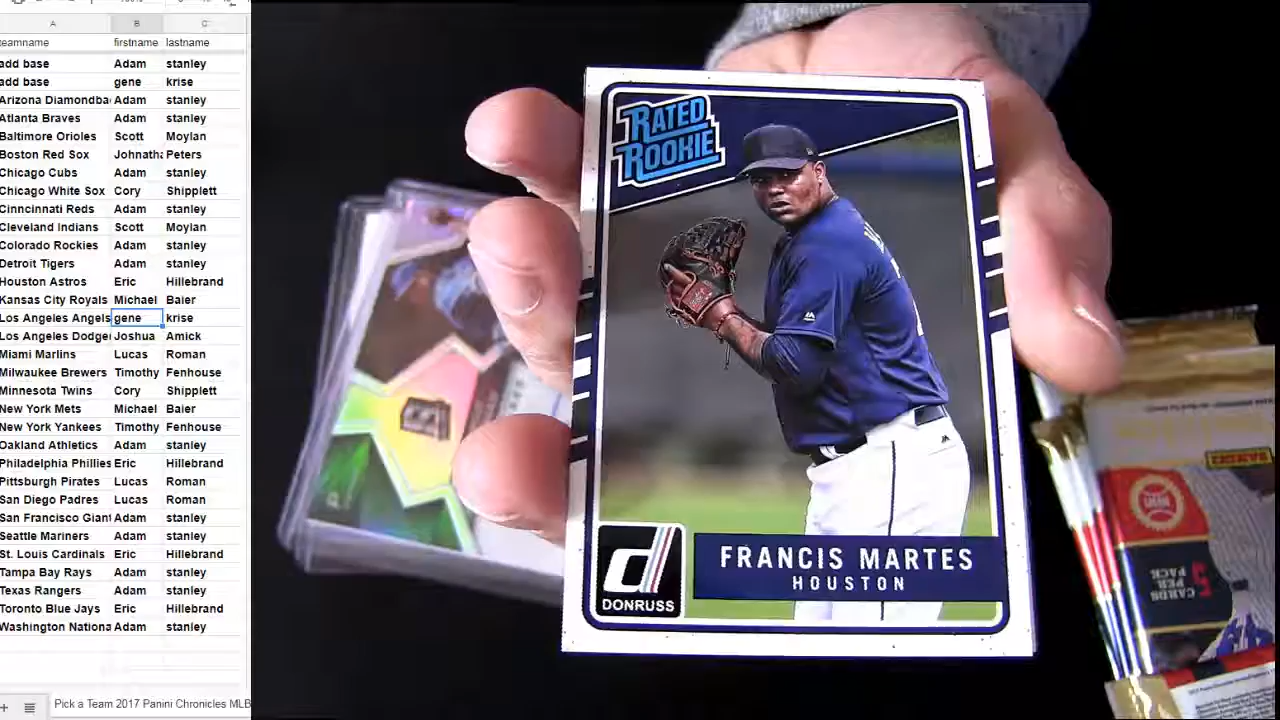 A B C
teamname firstname lastname
add base Adam stanley
add base gene krise
Arizona Diamondba Adam stanley
Atlanta Braves Adam stanley
Baltimore Orioles Scott Moylan
Boston Red Sox Johnatha Peters
Chicago Cubs Adam stanley
Chicago White Sox Cory Shipplett
Cinncincnati Reds Adam stanley
Cleveland Indians Scott Moylan
Colorado Rockies Adam stanley
Detroit Tigers Adam stanley
Houston Astros Eric Hillebrand
Kansas City Royals Michael Baier
Los Angeles Angels gene krise
Los Angeles Dodge Joshua Amick
Miami Marlins Lucas Roman
Milwaukee Brewers Timothy Fenhouse
Minnesota Twins Cory Shipplett
New York Mets Michael Baier
New York Yankees Timothy Fenhouse
Oakland Athletics Adam stanley
Philadelphia Phillies Eric Hillebrand
Pittsburgh Pirates Lucas Roman
San Diego Padres Lucas Roman
San Francisco Giant Adam stanley
Seattle Mariners Adam stanley
St. Louis Cardinals Eric Hillebrand
Tampa Bay Rays Adam stanley
Texas Rangers Adam stanley
Toronto Blue Jays Eric Hillebrand
Washington Nationa Adam stanley
Pick a Team 2017 Panini Chronicles MLB
RATED
ROOKIE
d
DONRUSS
FRANCIS MARTES
HOUSTON
PANINI
5
CARDS
PER
PACK